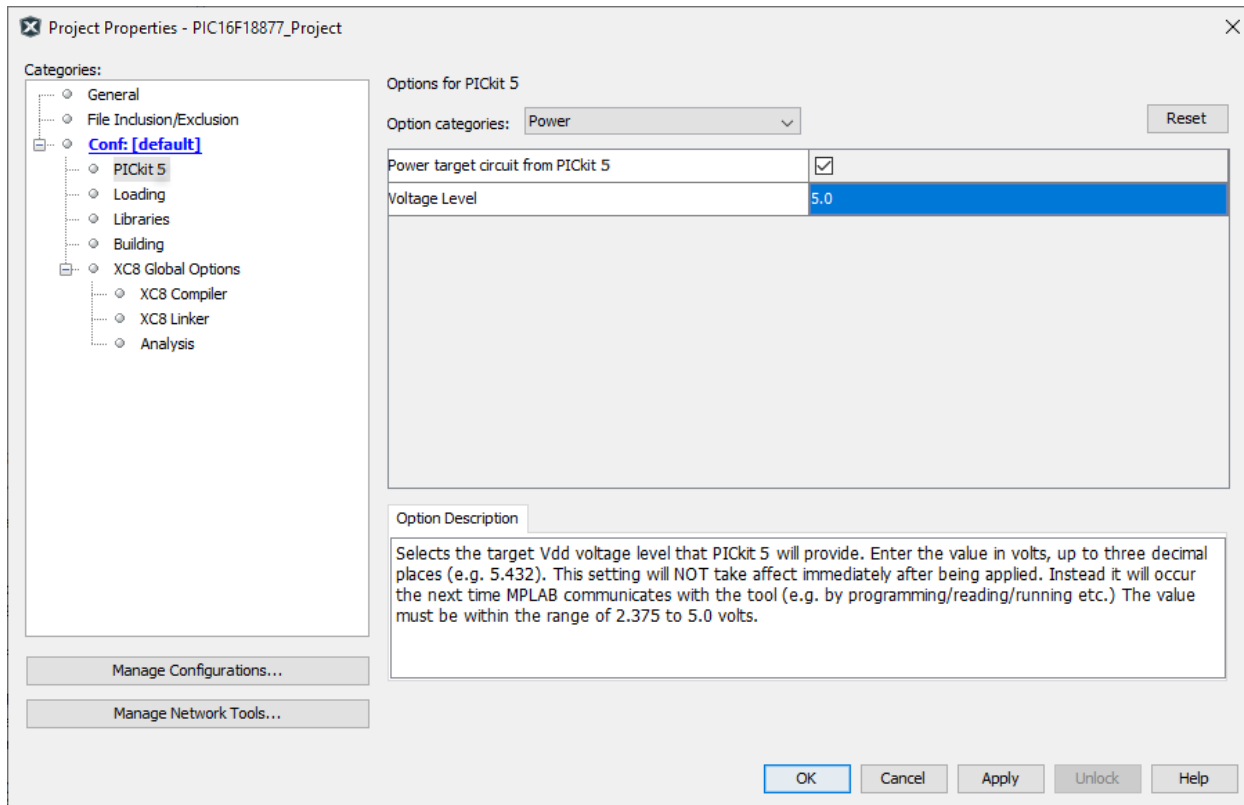 Project Properties - PIC16F18877_Project
Categories:
General
File Inclusion/Exclusion
Conf: [default]
PICkit 5
Loading
Libraries
Building
XC8 Global Options
XC8 Compiler
XC8 Linker
Analysis
Manage Configurations...
Manage Network Tools...
Options for PICkit 5
Option categories: Power
Reset
Power target circuit from PICkit 5
Voltage Level 5.0
Option Description
Selects the target Vdd voltage level that PICkit 5 will provide. Enter the value in volts, up to three decimal
places (e.g. 5.432). This setting will NOT take affect immediately after being applied. Instead it will occur
the next time MPLAB communicates with the tool (e.g. by programming/reading/running etc.) The value
must be within the range of 2.375 to 5.0 volts.
OK Cancel Apply Unlock Help